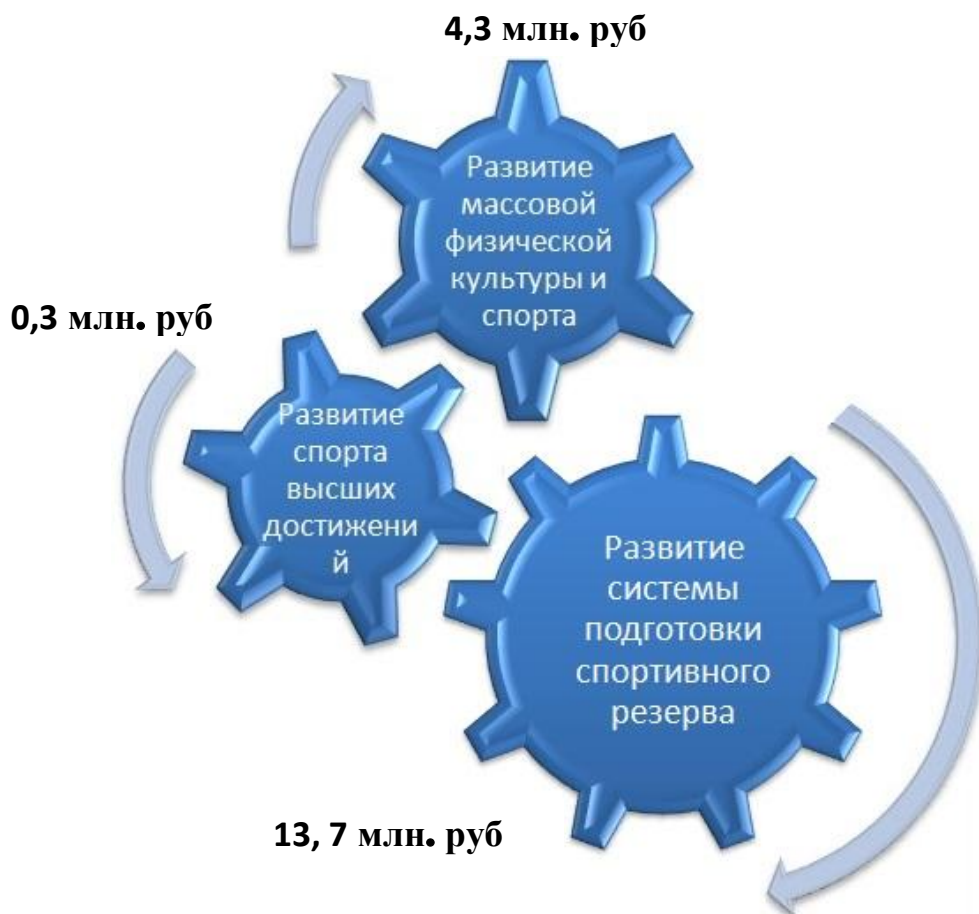 4,3 млн. руб
Развитие
массовой
физической
культуры и
спорта
0,3 млн. руб
Развитие
спорта
высших
достижени
й
Развитие
системы
подготовки
спортивного
резерва
13, 7 млн. руб